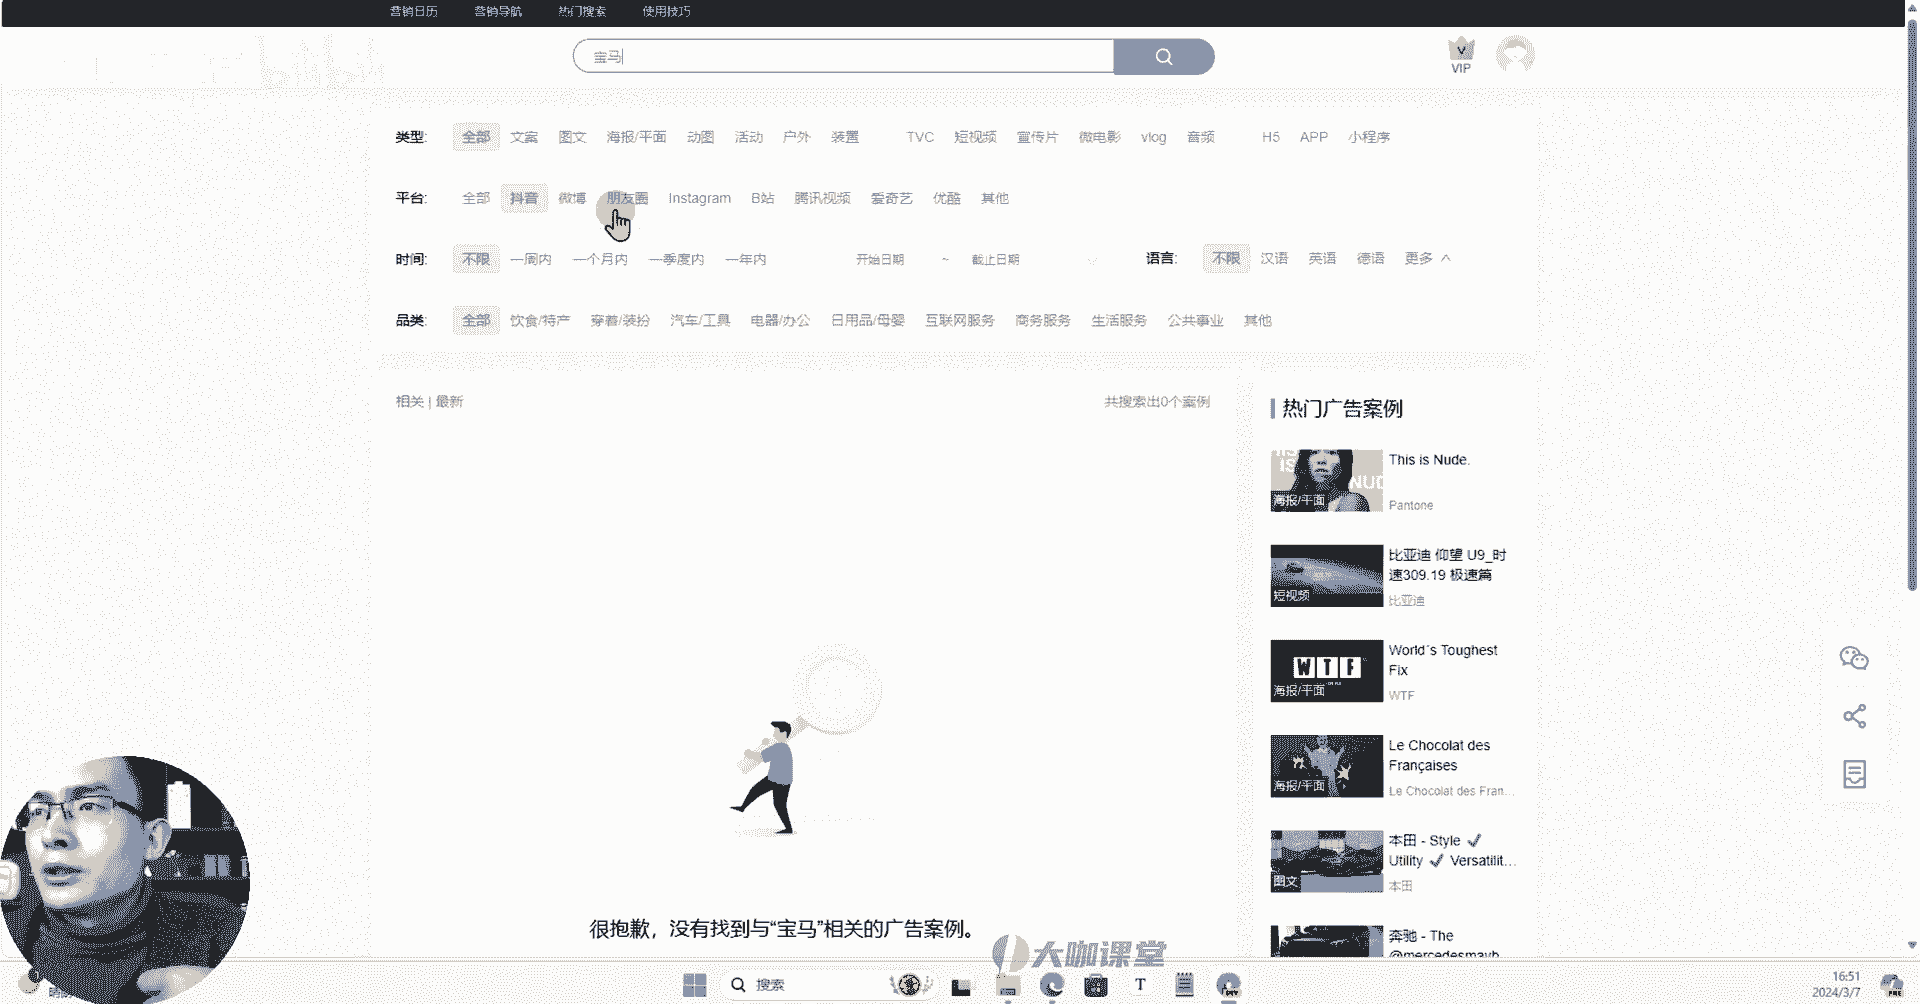 营销日历 营销导航 热门搜索 使用技巧
宝马
VIP
类型: 全部 文案 图文 海报/平面 动图 活动 户外 装置 TVC 短视频 宣传片 微电影 vlog 音频 H5 APP 小程序
平台: 全部 抖音 微博 朋友圈 Instagram B站 腾讯视频 爱奇艺 优酷 其他
时间: 不限 一周内 一个月内 一季度内 一年内 开始日期 ~ 截止日期 语言: 不限 汉语 英语 德语 更多
品类: 全部 饮食/特产 穿着/装扮 汽车/工具 电器/办公 日用品/母婴 互联网服务 商务服务 生活服务 公共事业 其他
相关 | 最新 共搜索出0个案例
热门广告案例
This is Nude.
海报/平面
Pantone
比亚迪 仰望 U9_时
速309.19 极速篇
短视频
比亚迪
WTF
World´s Toughest
Fix
海报/平面
WTF
Le Chocolat des
Françaises
海报/平面
Le Chocolat des Fran...
本田 - Style ✓
Utility ✓ Versatilit...
图文
本田
奔驰 - The
@mercedesmayb
很抱歉，没有找到与“宝马”相关的广告案例。
大咖课堂
搜索
16:51
2024/3/7